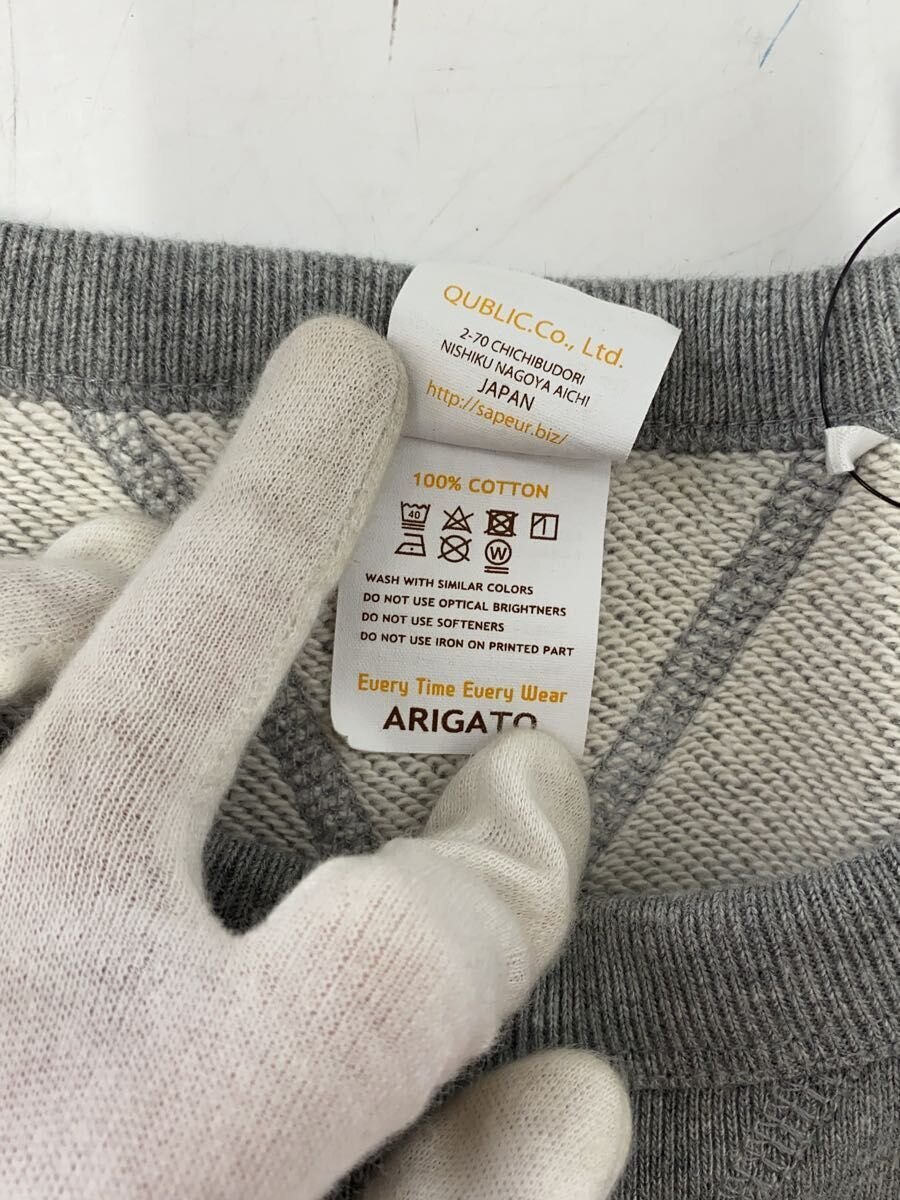 QUBLIC.Co., Ltd.
2-70 CHICHIBUDORI
NISHIKU NAGOYA AICHI
JAPAN
http://sapeur.biz/
100% COTTON
40
1
W
WASH WITH SIMILAR COLORS
DO NOT USE OPTICAL BRIGHTNERS
DO NOT USE SOFTENERS
DO NOT USE IRON ON PRINTED PART
Every Time Every Wear
ARIGATO